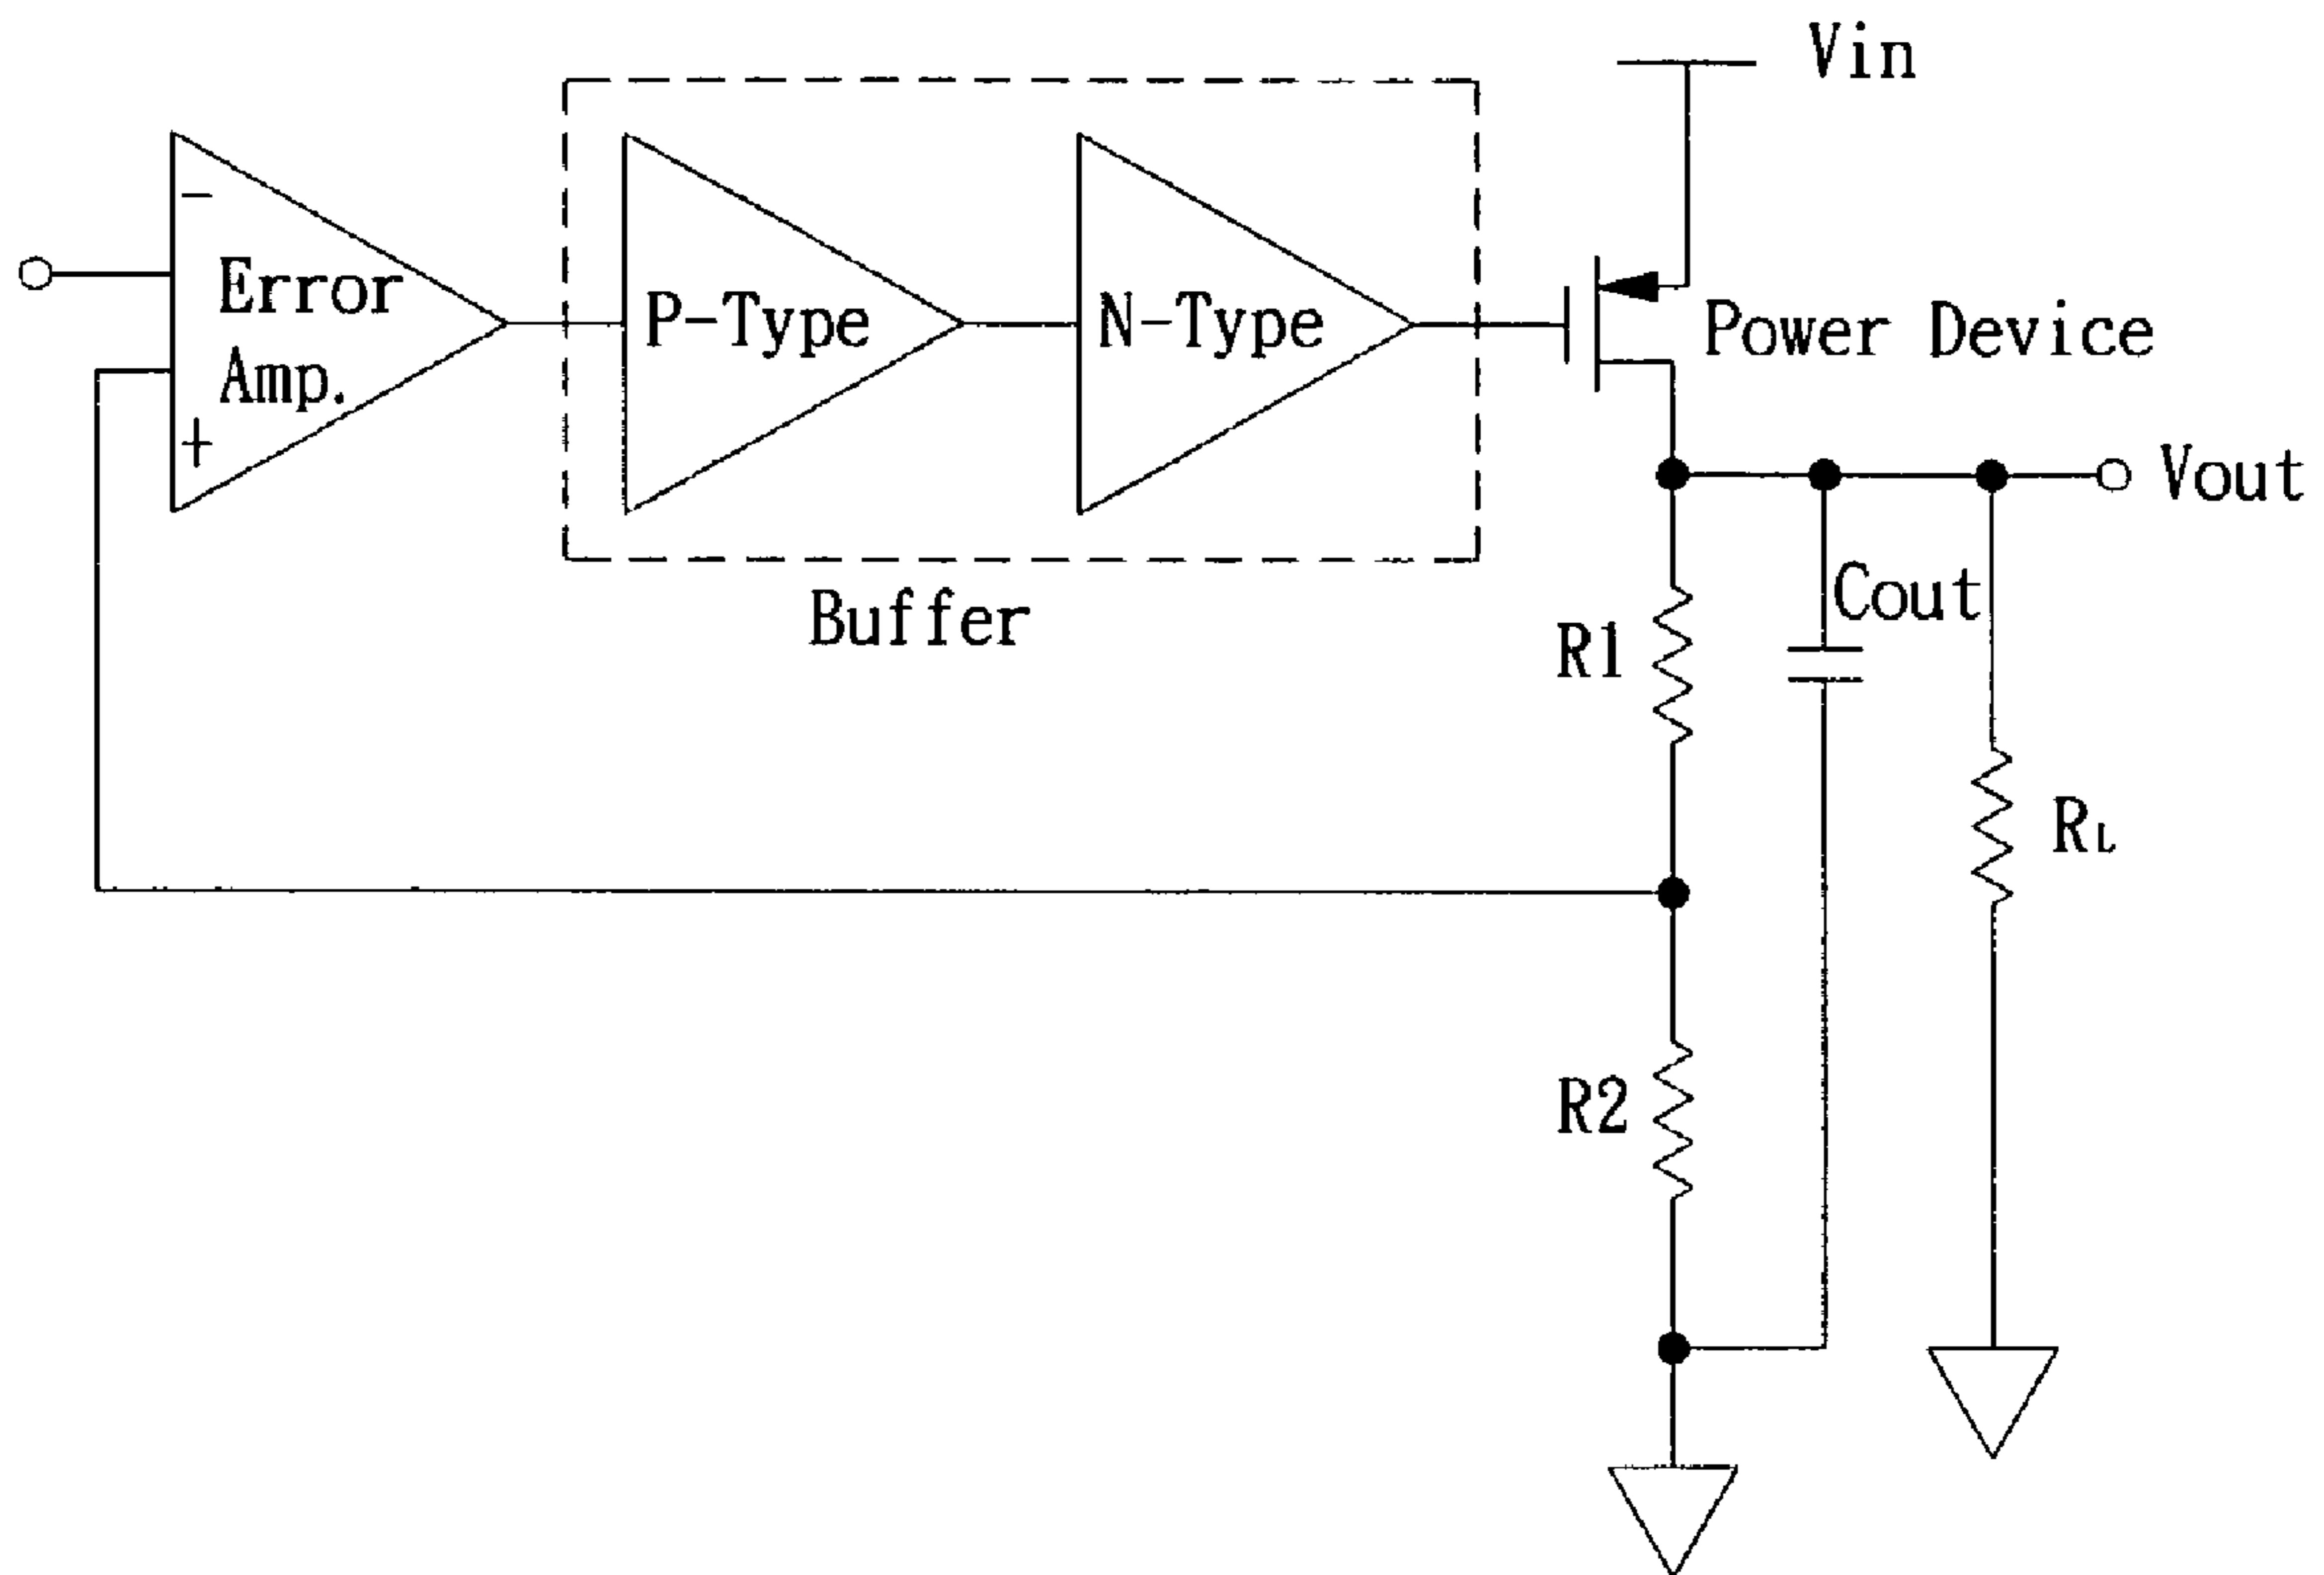 Vin
−
Error
Amp.
+
P-Type
N-Type
Power Device
Buffer
Vout
Cout
R1
RL
R2